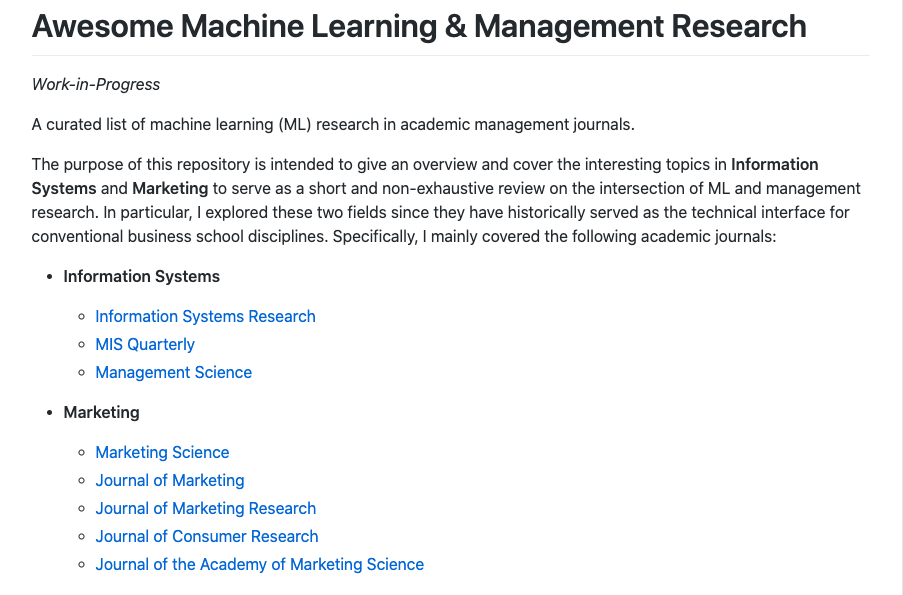 Awesome Machine Learning & Management Research
Work-in-Progress
A curated list of machine learning (ML) research in academic management journals.
The purpose of this repository is intended to give an overview and cover the interesting topics in Information
Systems and Marketing to serve as a short and non-exhaustive review on the intersection of ML and management
research. In particular, I explored these two fields since they have historically served as the technical interface for
conventional business school disciplines. Specifically, I mainly covered the following academic journals:
• Information Systems
◦ Information Systems Research
◦ MIS Quarterly
◦ Management Science
• Marketing
◦ Marketing Science
◦ Journal of Marketing
◦ Journal of Marketing Research
◦ Journal of Consumer Research
◦ Journal of the Academy of Marketing Science